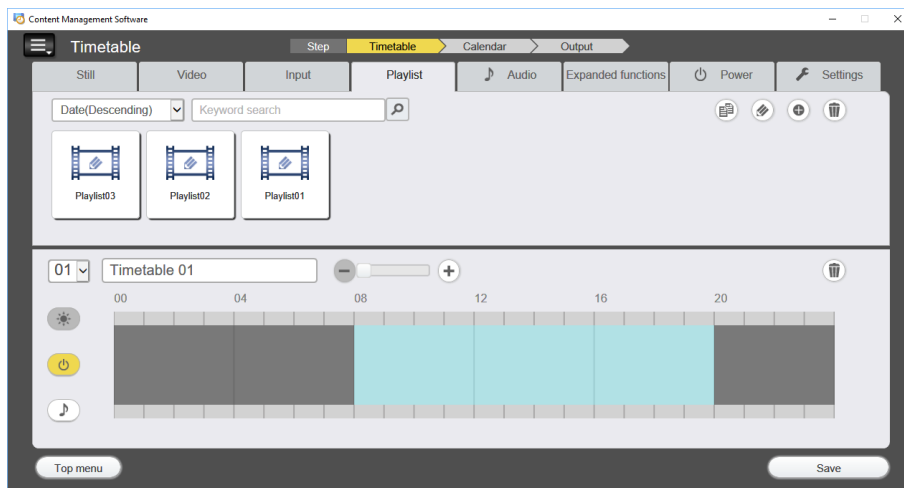 Content Management Software
Timetable
Step Timetable Calendar Output
Still Video Input Playlist Audio Expanded functions Power Settings
Date(Descending) Keyword search
Playlist03 Playlist02 Playlist01
01 Timetable 01
00 04 08 12 16 20
Top menu Save